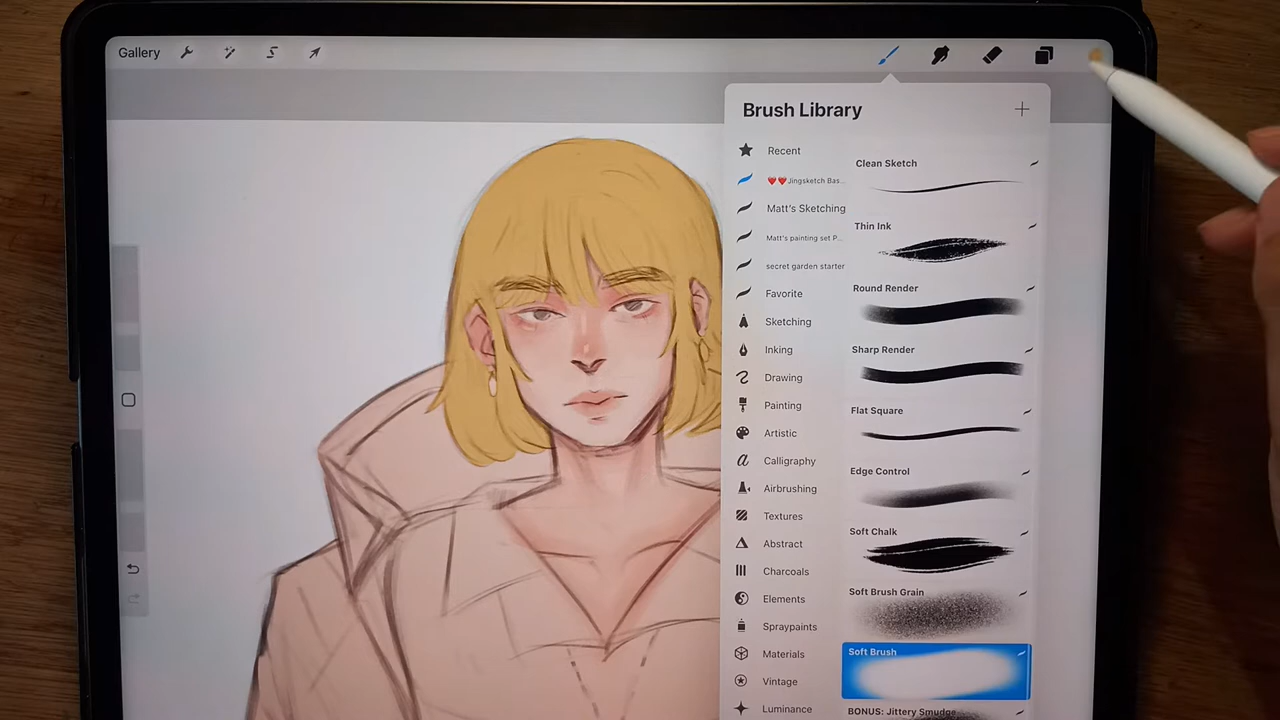 Gallery
Brush Library
Recent
❤️❤️Jingsketch Bas...
Matt's Sketching
Matt's painting set P...
secret garden starter
Favorite
Sketching
Inking
Drawing
Painting
Artistic
Calligraphy
Airbrushing
Textures
Abstract
Charcoals
Elements
Spraypaints
Materials
Vintage
Luminance
Clean Sketch
Thin Ink
Round Render
Sharp Render
Flat Square
Edge Control
Soft Chalk
Soft Brush Grain
Soft Brush
BONUS: Jittery Smudge